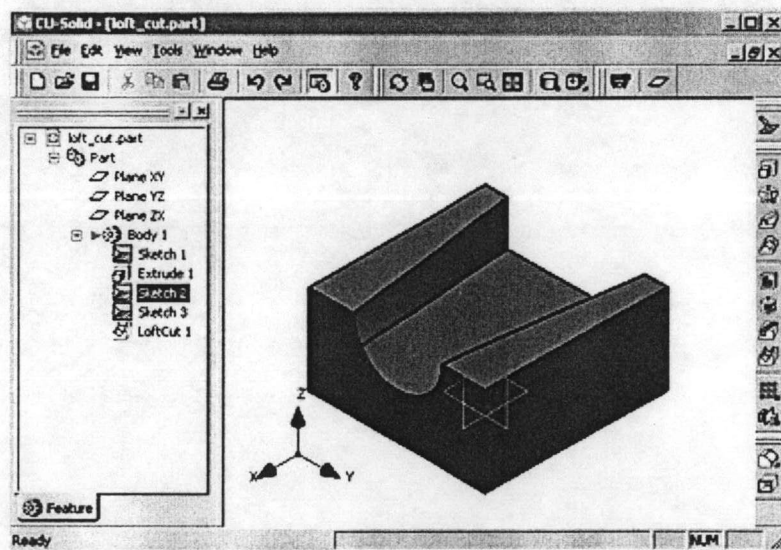 CU-Solid - [loft_cut.part]
File Edit View Tools Window Help
loft_cut.part
Part
Plane XY
Plane YZ
Plane ZX
Body 1
Sketch 1
Extrude 1
Sketch 2
Sketch 3
LoftCut 1
Z
X
Y
Feature
Ready
NUM